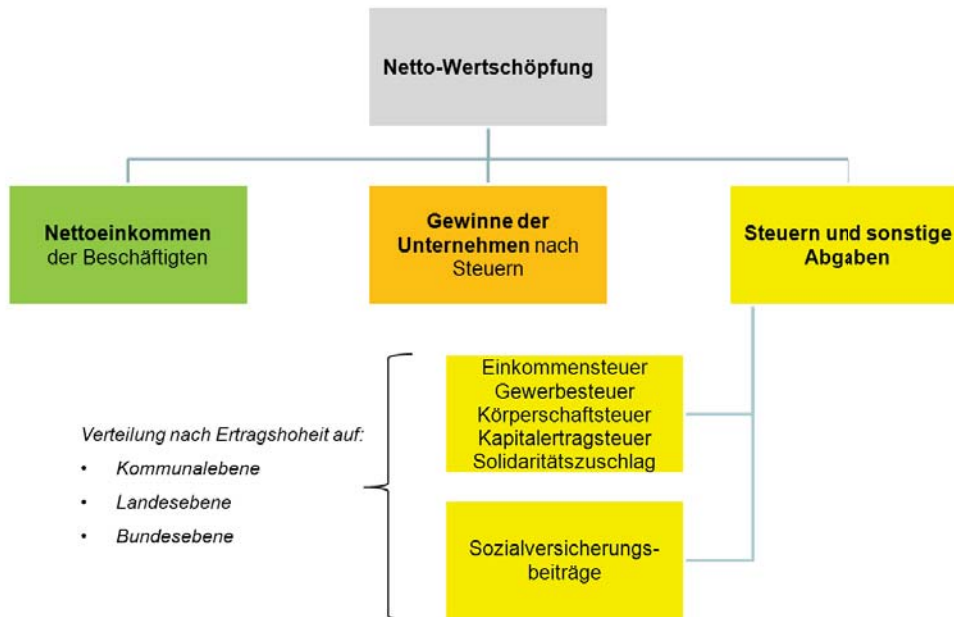 Netto-Wertschöpfung
Nettoeinkommen
der Beschäftigten
Gewinne der
Unternehmen nach
Steuern
Steuern und sonstige
Abgaben
Einkommensteuer
Gewerbesteuer
Körperschaftsteuer
Kapitalertragsteuer
Solidaritätszuschlag
Verteilung nach Ertragshoheit auf:
• Kommunalebene
• Landesebene
• Bundesebene
Sozialversicherungs-
beiträge